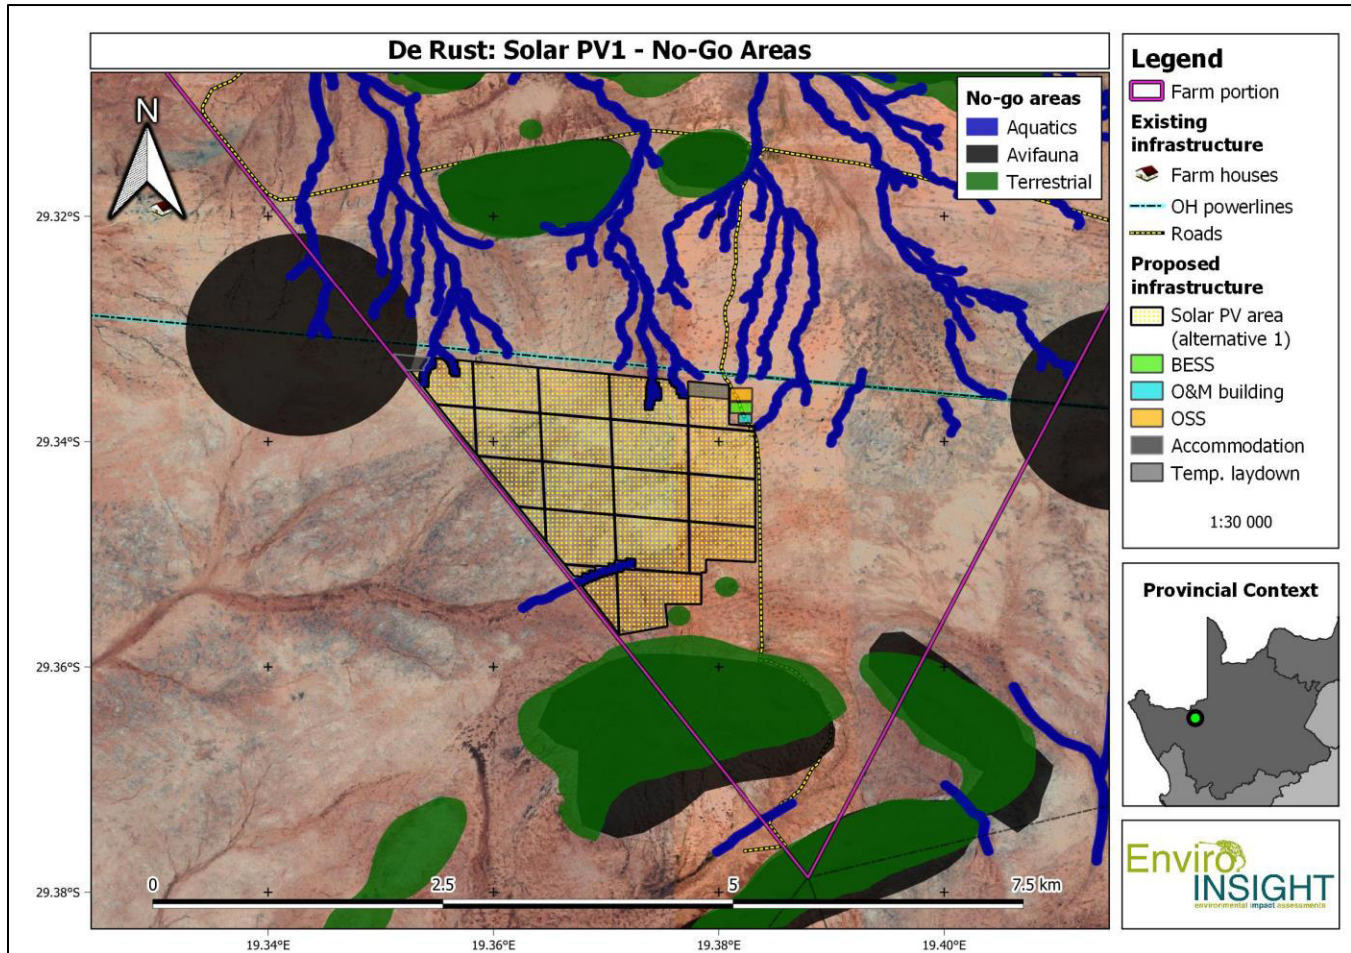 De Rust: Solar PV1 - No-Go Areas
N
No-go areas
Aquatics
Avifauna
Terrestrial
29.32°S
29.34°S
29.36°S
29.38°S
0
2.5
5
7.5 km
19.34°E
19.36°E
19.38°E
19.40°E
Legend
Farm portion
Existing
infrastructure
Farm houses
OH powerlines
Roads
Proposed
infrastructure
Solar PV area
(alternative 1)
BESS
O&M building
OSS
Accommodation
Temp. laydown
1:30 000
Provincial Context
Enviro
INSIGHT
environmental impact assessments